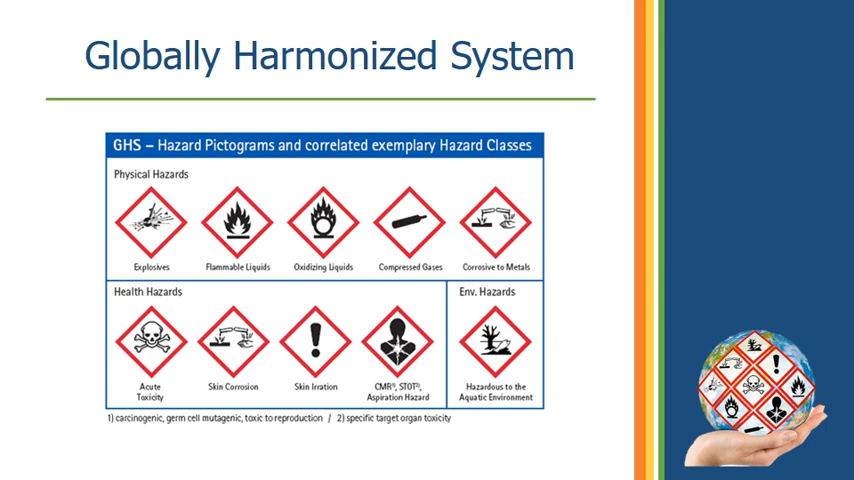 Globally Harmonized System
GHS – Hazard Pictograms and correlated exemplary Hazard Classes
Physical Hazards
Explosives
Flammable Liquids
Oxidizing Liquids
Compressed Gases
Corrosive to Metals
Health Hazards
Acute
Toxicity
Skin Corrosion
Skin Irration
CMR1), STOT2),
Aspiration Hazard
Env. Hazards
Hazardous to the
Aquatic Environment
1) carcinogenic, germ cell mutagenic, toxic to reproduction / 2) specific target organ toxicity